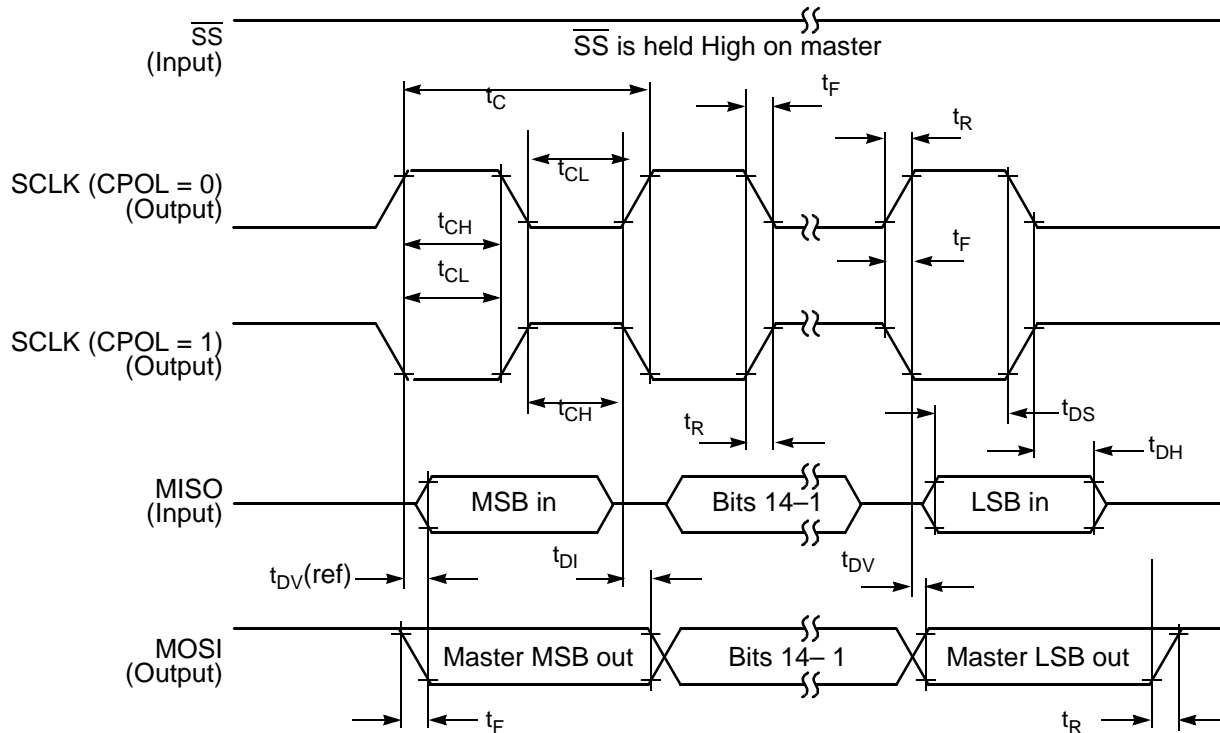 SS
(Input)
SS is held High on master
tC
tF
tR
tCL
SCLK (CPOL = 0)
(Output)
tCH
tF
tCL
SCLK (CPOL = 1)
(Output)
tCH
tR
tDS
tDH
MISO
(Input)
MSB in
Bits 14–1
LSB in
tDI
tDV
tDV(ref)
MOSI
(Output)
Master MSB out
Bits 14– 1
Master LSB out
tF
tR